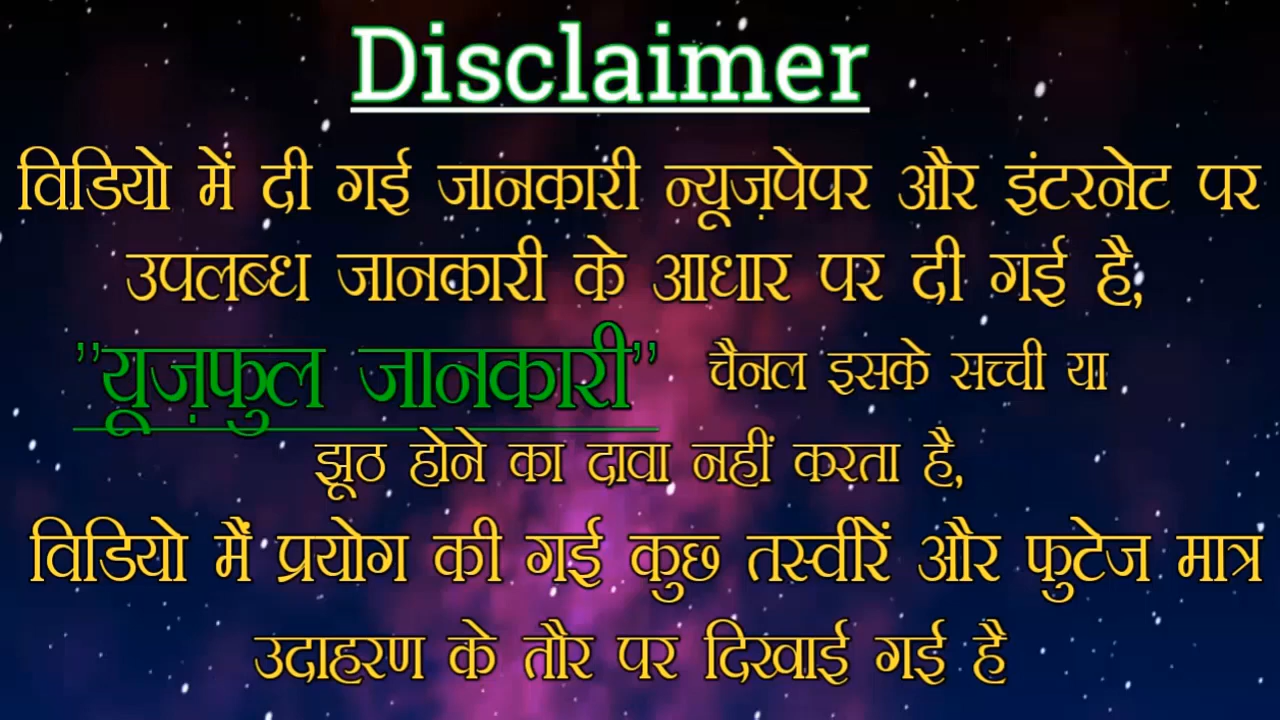 Disclaimer
विडियो में दी गई जानकारी न्यूज़पेपर और इंटरनेट पर
उपलब्ध जानकारी के आधार पर दी गई है,
"यूज़फुल जानकारी" चैनल इसके सच्ची या
झूठ होने का दावा नहीं करता है,
विडियो मैं प्रयोग की गई कुछ तस्वीरें और फुटेज मात्र
उदाहरण के तौर पर दिखाई गई है